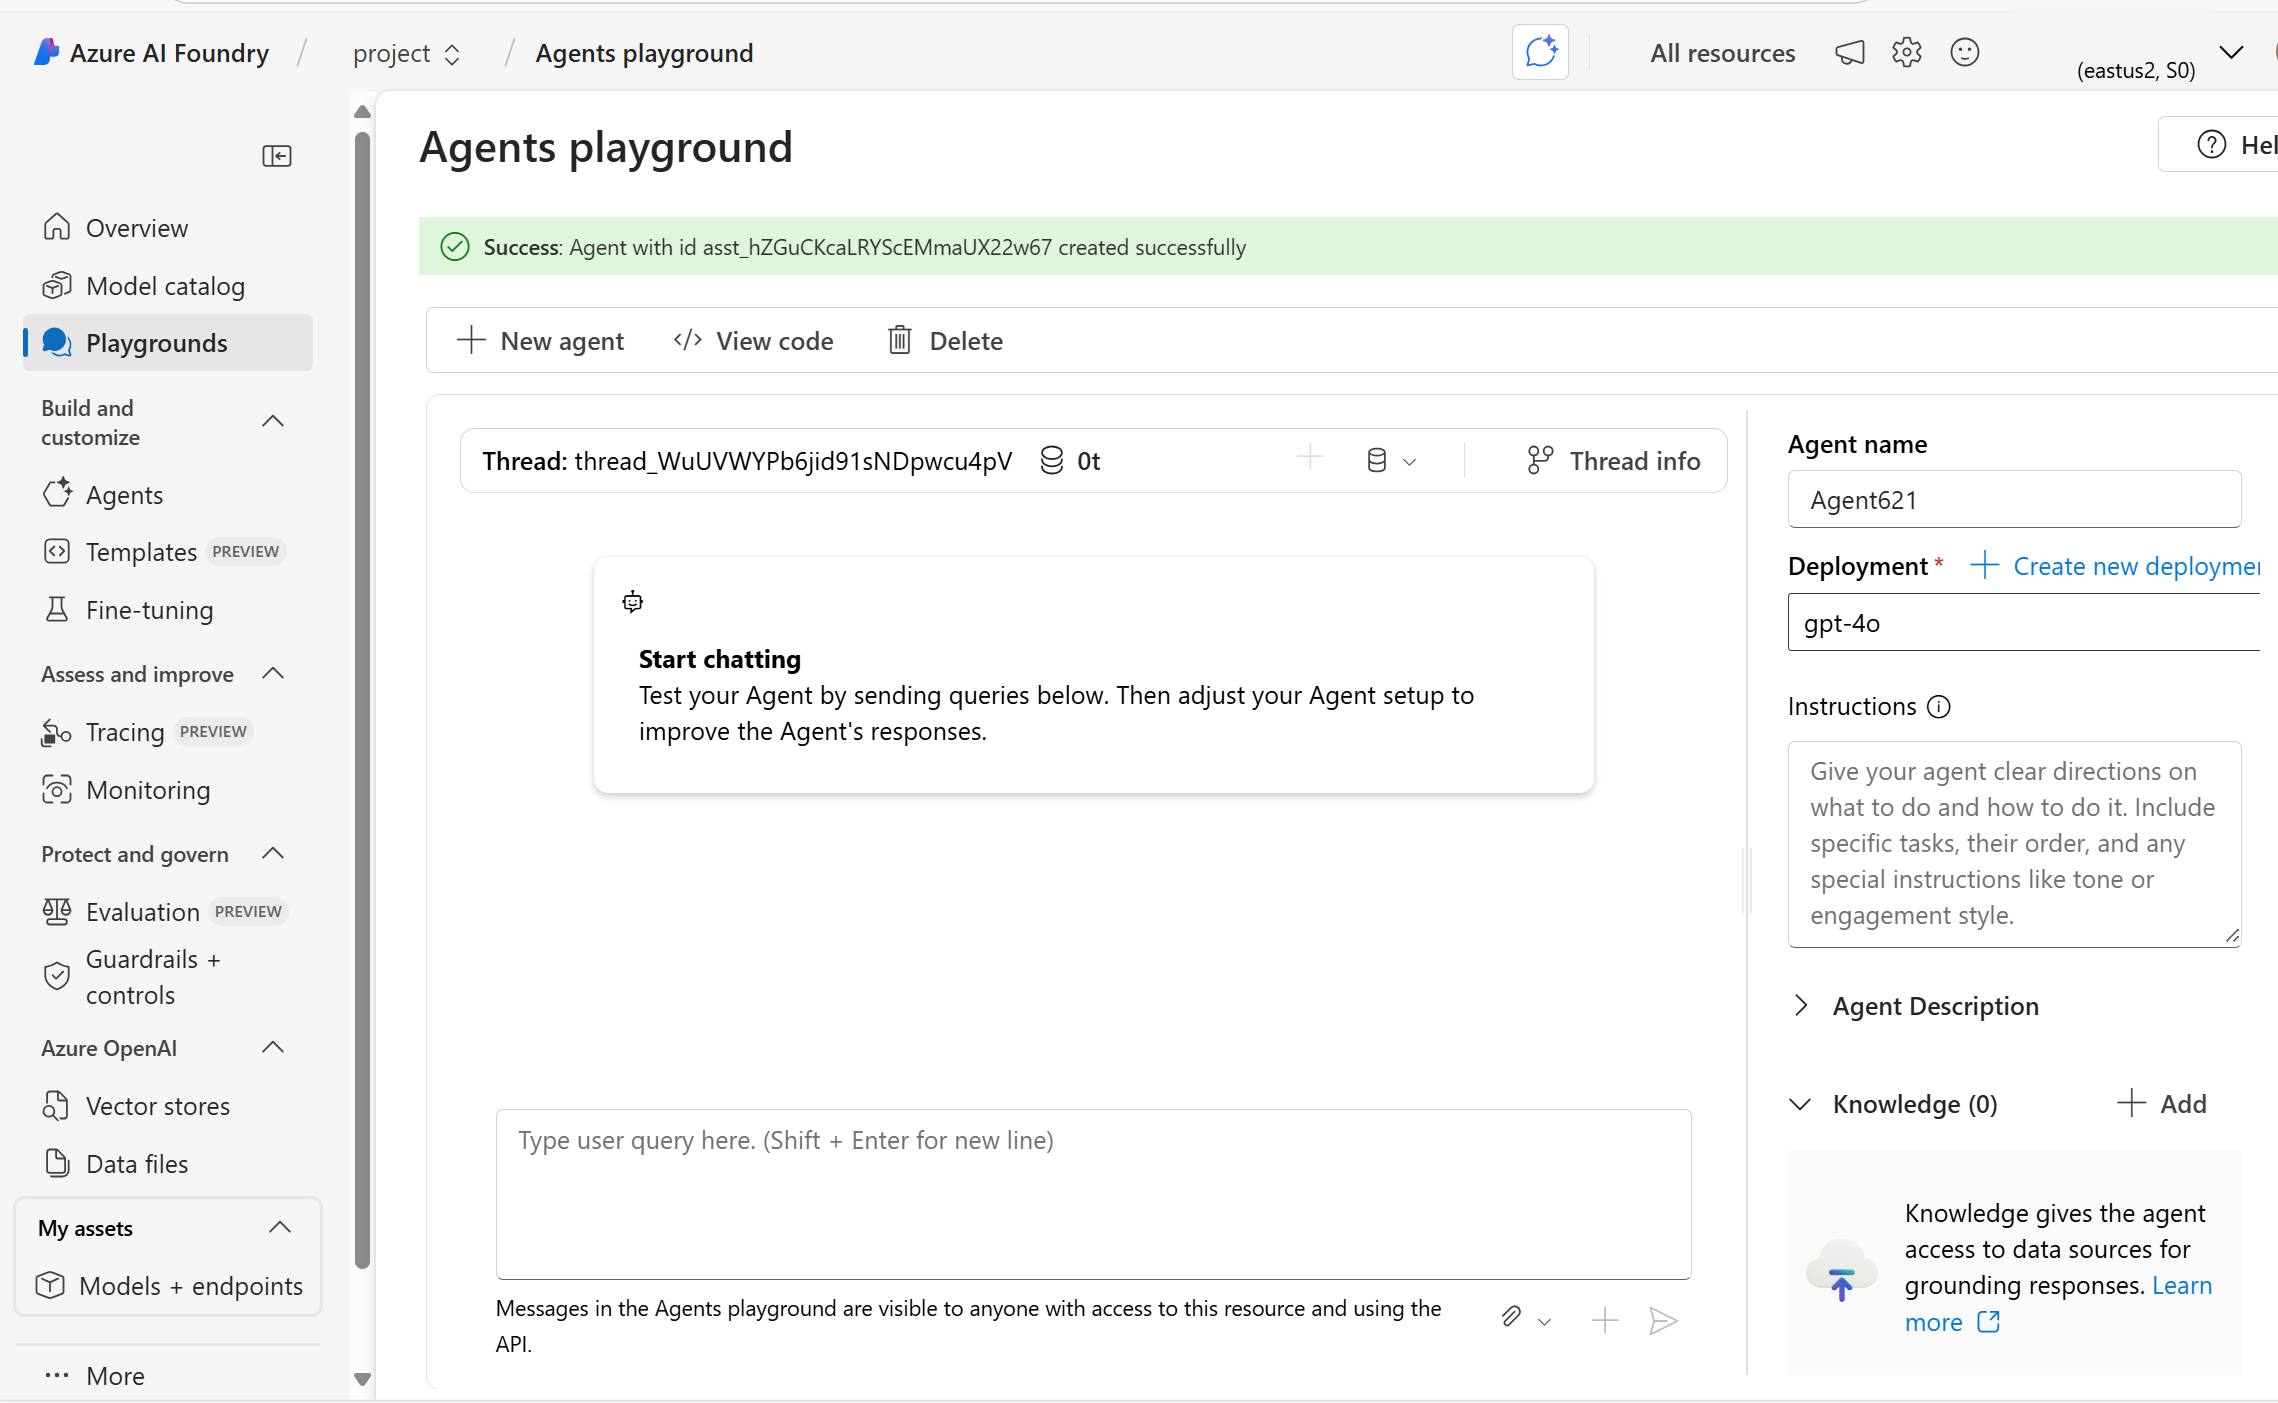 Azure AI Foundry / project / Agents playground
All resources
(eastus2, S0)
Overview
Model catalog
Playgrounds
Build and
customize
Agents
Templates PREVIEW
Fine-tuning
Assess and improve
Tracing PREVIEW
Monitoring
Protect and govern
Evaluation PREVIEW
Guardrails +
controls
Azure OpenAI
Vector stores
Data files
My assets
Models + endpoints
More
Agents playground
Hel
Success: Agent with id asst_hZGuCKcaLRYScEMmaUX22w67 created successfully
New agent
View code
Delete
Thread: thread_WuUVWYPb6jid91sNDpwcu4pV
0t
Thread info
Start chatting
Test your Agent by sending queries below. Then adjust your Agent setup to
improve the Agent's responses.
Type user query here. (Shift + Enter for new line)
Messages in the Agents playground are visible to anyone with access to this resource and using the
API.
Agent name
Agent621
Deployment * Create new deploymen
gpt-4o
Instructions
Give your agent clear directions on
what to do and how to do it. Include
specific tasks, their order, and any
special instructions like tone or
engagement style.
Agent Description
Knowledge (0)
Add
Knowledge gives the agent
access to data sources for
grounding responses. Learn
more